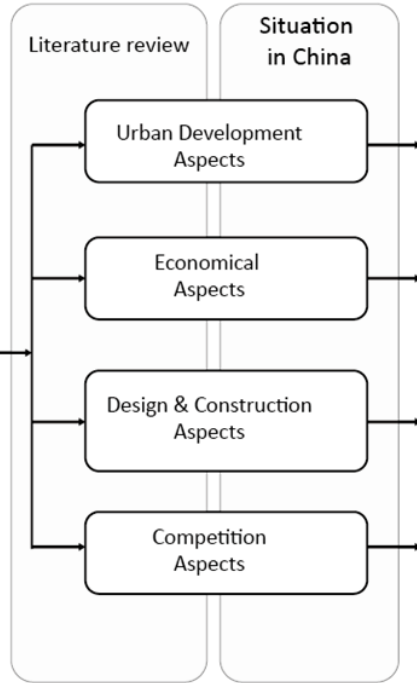 Literature review
Situation
in China
Urban Development
Aspects
Economical
Aspects
Design & Construction
Aspects
Competition
Aspects